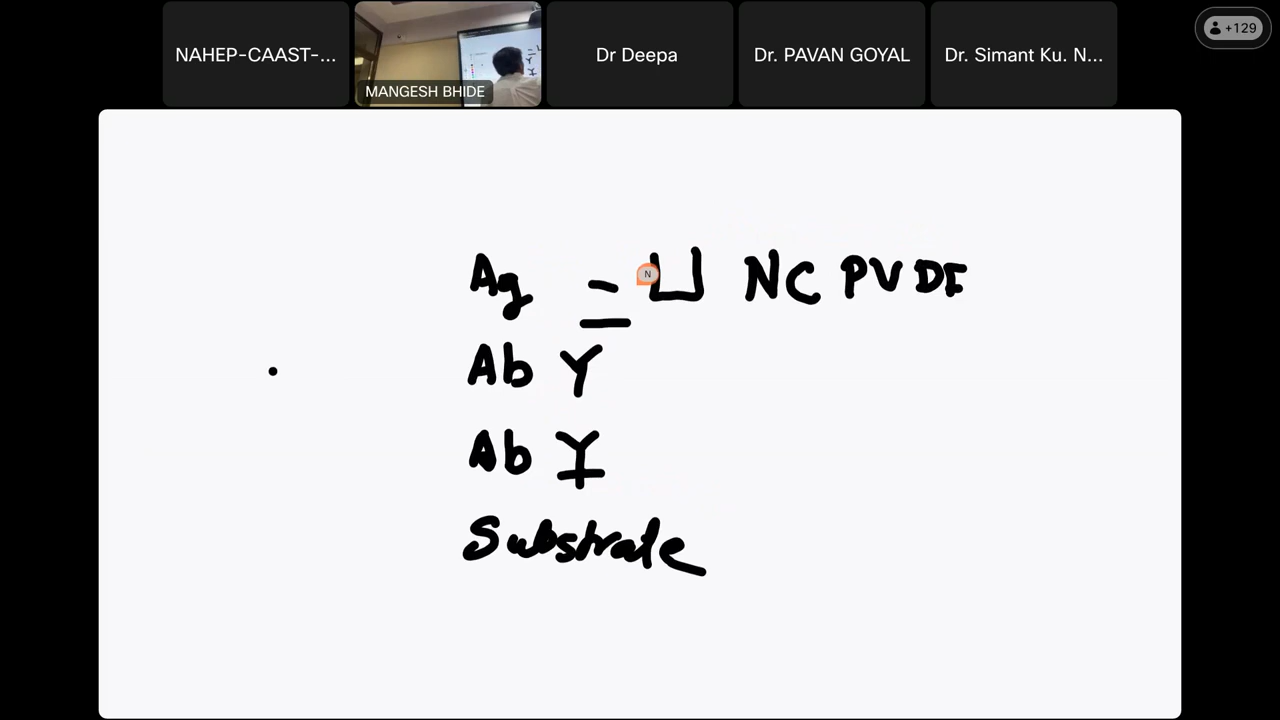 NAHEP-CAAST-...
MANGESH BHIDE
Dr Deepa
Dr. PAVAN GOYAL
Dr. Simant Ku. N...
+129
Ag N NC PVDF
Ab Y
Ab Y
Substrate